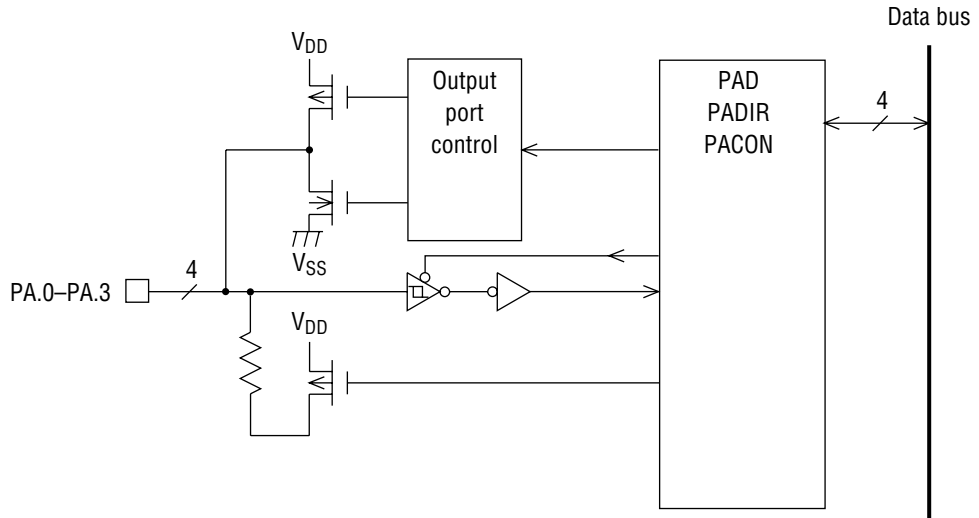 Data bus
VDD
Output
port
control
PAD
PADIR
PACON
4
VSS
4
PA.0–PA.3
VDD